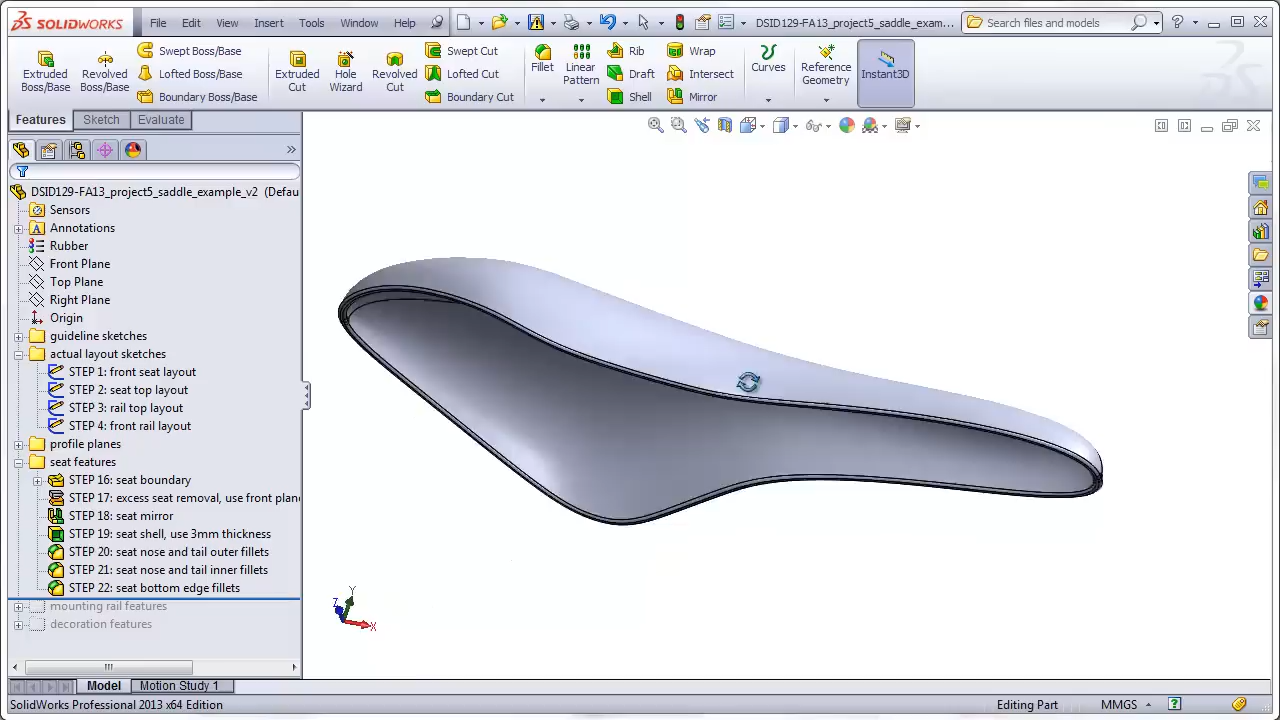 SOLIDWORKS File Edit View Insert Tools Window Help DSID129-FA13_project5_saddle_exam... Search files and models
Extruded Boss/Base
Revolved Boss/Base
Swept Boss/Base
Lofted Boss/Base
Boundary Boss/Base
Extruded Cut
Hole Wizard
Revolved Cut
Swept Cut
Lofted Cut
Boundary Cut
Fillet
Linear Pattern
Rib
Draft
Shell
Wrap
Intersect
Mirror
Curves
Reference Geometry
Instant3D
Features Sketch Evaluate
DSID129-FA13_project5_saddle_example_v2 (Defau
Sensors
Annotations
Rubber
Front Plane
Top Plane
Right Plane
Origin
guideline sketches
actual layout sketches
STEP 1: front seat layout
STEP 2: seat top layout
STEP 3: rail top layout
STEP 4: front rail layout
profile planes
seat features
STEP 16: seat boundary
STEP 17: excess seat removal, use front plan
STEP 18: seat mirror
STEP 19: seat shell, use 3mm thickness
STEP 20: seat nose and tail outer fillets
STEP 21: seat nose and tail inner fillets
STEP 22: seat bottom edge fillets
mounting rail features
decoration features
Y
Z
X
Model Motion Study 1
SolidWorks Professional 2013 x64 Edition Editing Part MMGS